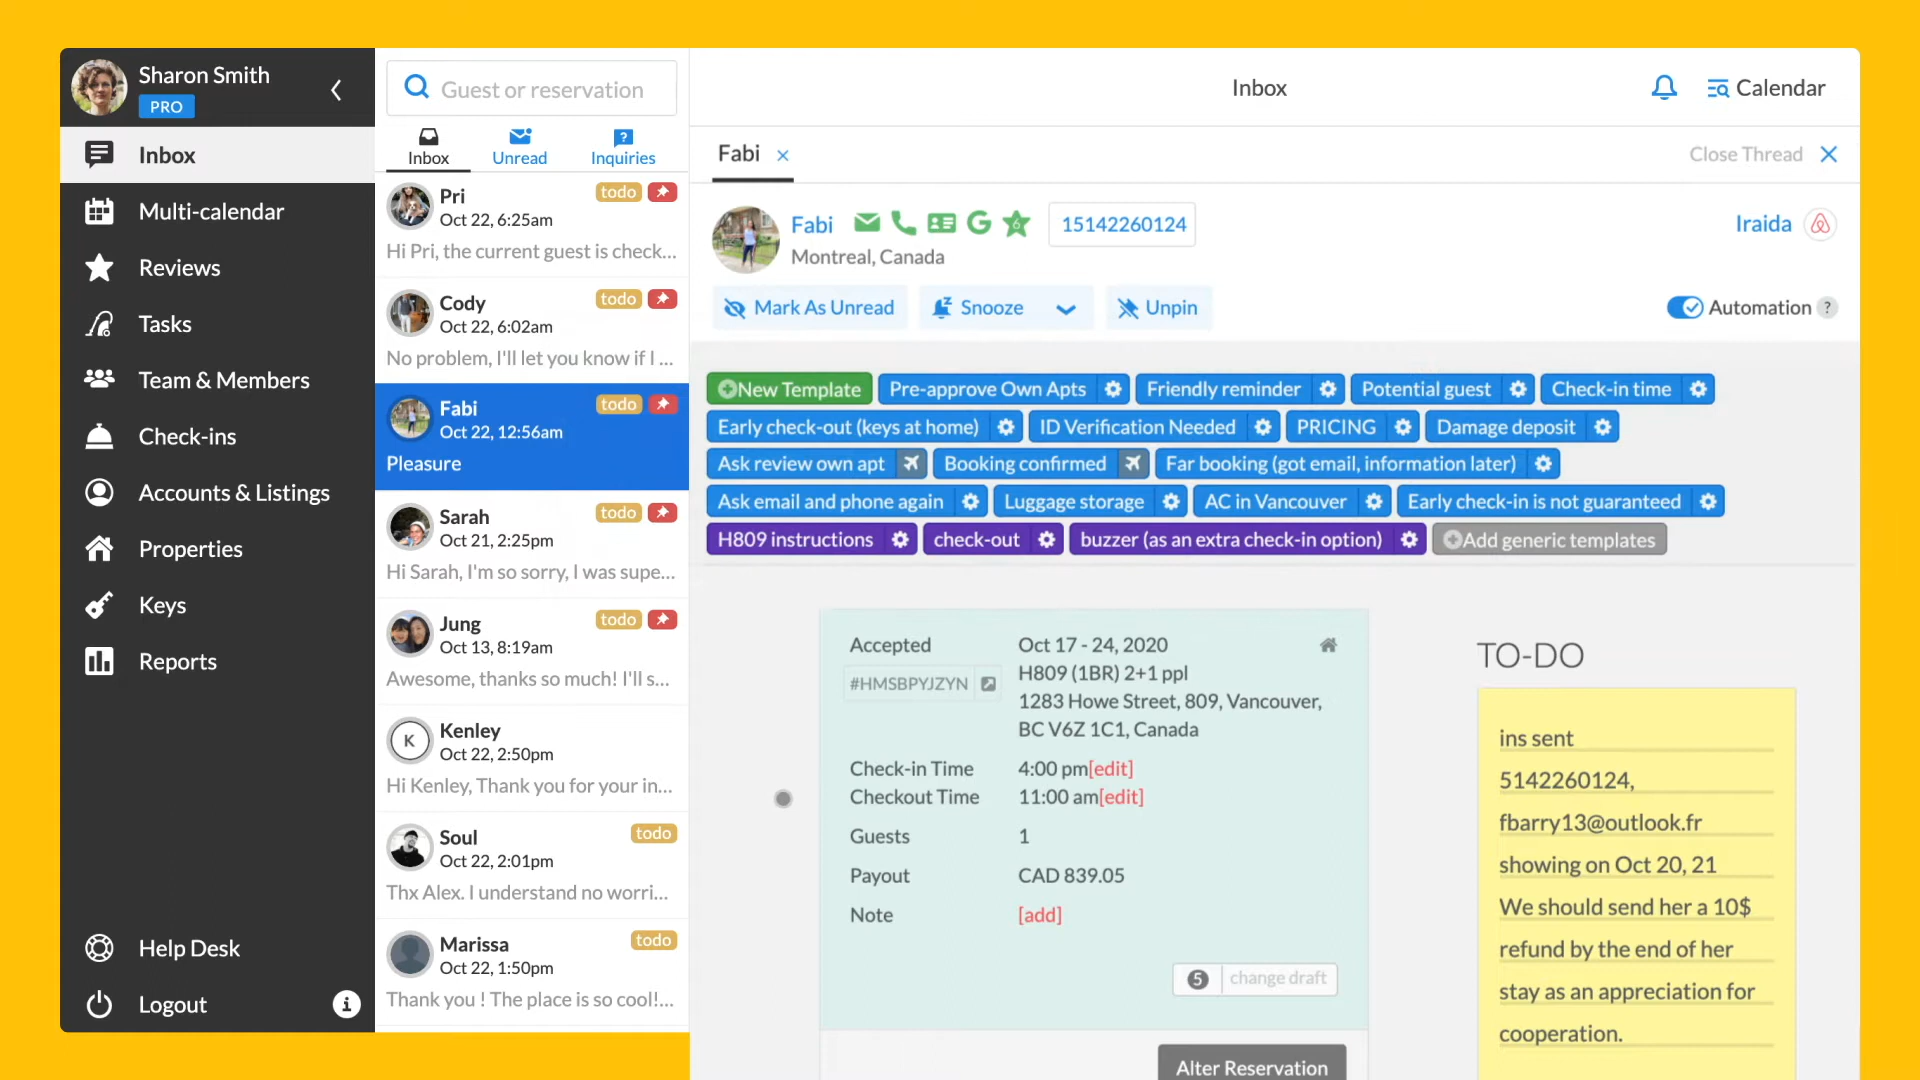 Sharon Smith
PRO
Inbox
Multi-calendar
Reviews
Tasks
Team & Members
Check-ins
Accounts & Listings
Properties
Keys
Reports
Help Desk
Logout
Guest or reservation
Inbox
Unread
Inquiries
Pri
todo
Oct 22, 6:25am
Hi Pri, the current guest is check...
Cody
todo
Oct 22, 6:02am
No problem, I'll let you know if I ...
Fabi
todo
Oct 22, 12:56am
Pleasure
Sarah
todo
Oct 21, 2:25pm
Hi Sarah, I'm so sorry, I was supe...
Jung
todo
Oct 13, 8:19am
Awesome, thanks so much! I'll s...
K
Kenley
Oct 22, 2:50pm
Hi Kenley, Thank you for your in...
Soul
todo
Oct 22, 2:01pm
Thx Alex. I understand no worri...
Marissa
todo
Oct 22, 1:50pm
Thank you ! The place is so cool!...
Inbox
Calendar
Fabi
Close Thread
Fabi
6
15142260124
Montreal, Canada
Iraida
Mark As Unread
Snooze
Unpin
Automation ?
New Template Pre-approve Own Apts Friendly reminder Potential guest Check-in time
Early check-out (keys at home) ID Verification Needed PRICING Damage deposit
Ask review own apt Booking confirmed Far booking (got email, information later)
Ask email and phone again Luggage storage AC in Vancouver Early check-in is not guaranteed
H809 instructions check-out buzzer (as an extra check-in option) Add generic templates
Accepted Oct 17 - 24, 2020
#HMSBPYJZYN H809 (1BR) 2+1 ppl
1283 Howe Street, 809, Vancouver,
BC V6Z 1C1, Canada
Check-in Time 4:00 pm[edit]
Checkout Time 11:00 am[edit]
Guests 1
Payout CAD 839.05
Note [add]
5 change draft
Alter Reservation
TO-DO
ins sent
5142260124,
fbarry13@outlook.fr
showing on Oct 20, 21
We should send her a 10$
refund by the end of her
stay as an appreciation for
cooperation.